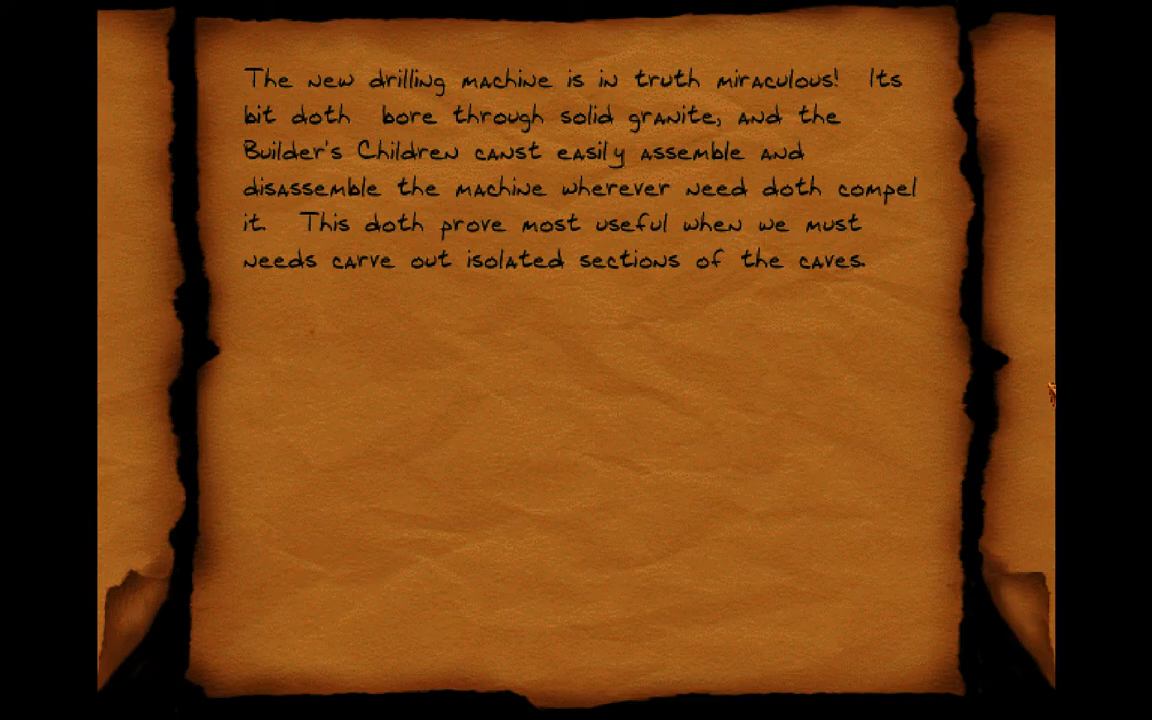 The new drilling machine is in truth miraculous! Its
bit doth bore through solid granite, and the
Builder's Children canst easily assemble and
disassemble the machine wherever need doth compel
it. This doth prove most useful when we must
needs carve out isolated sections of the caves.